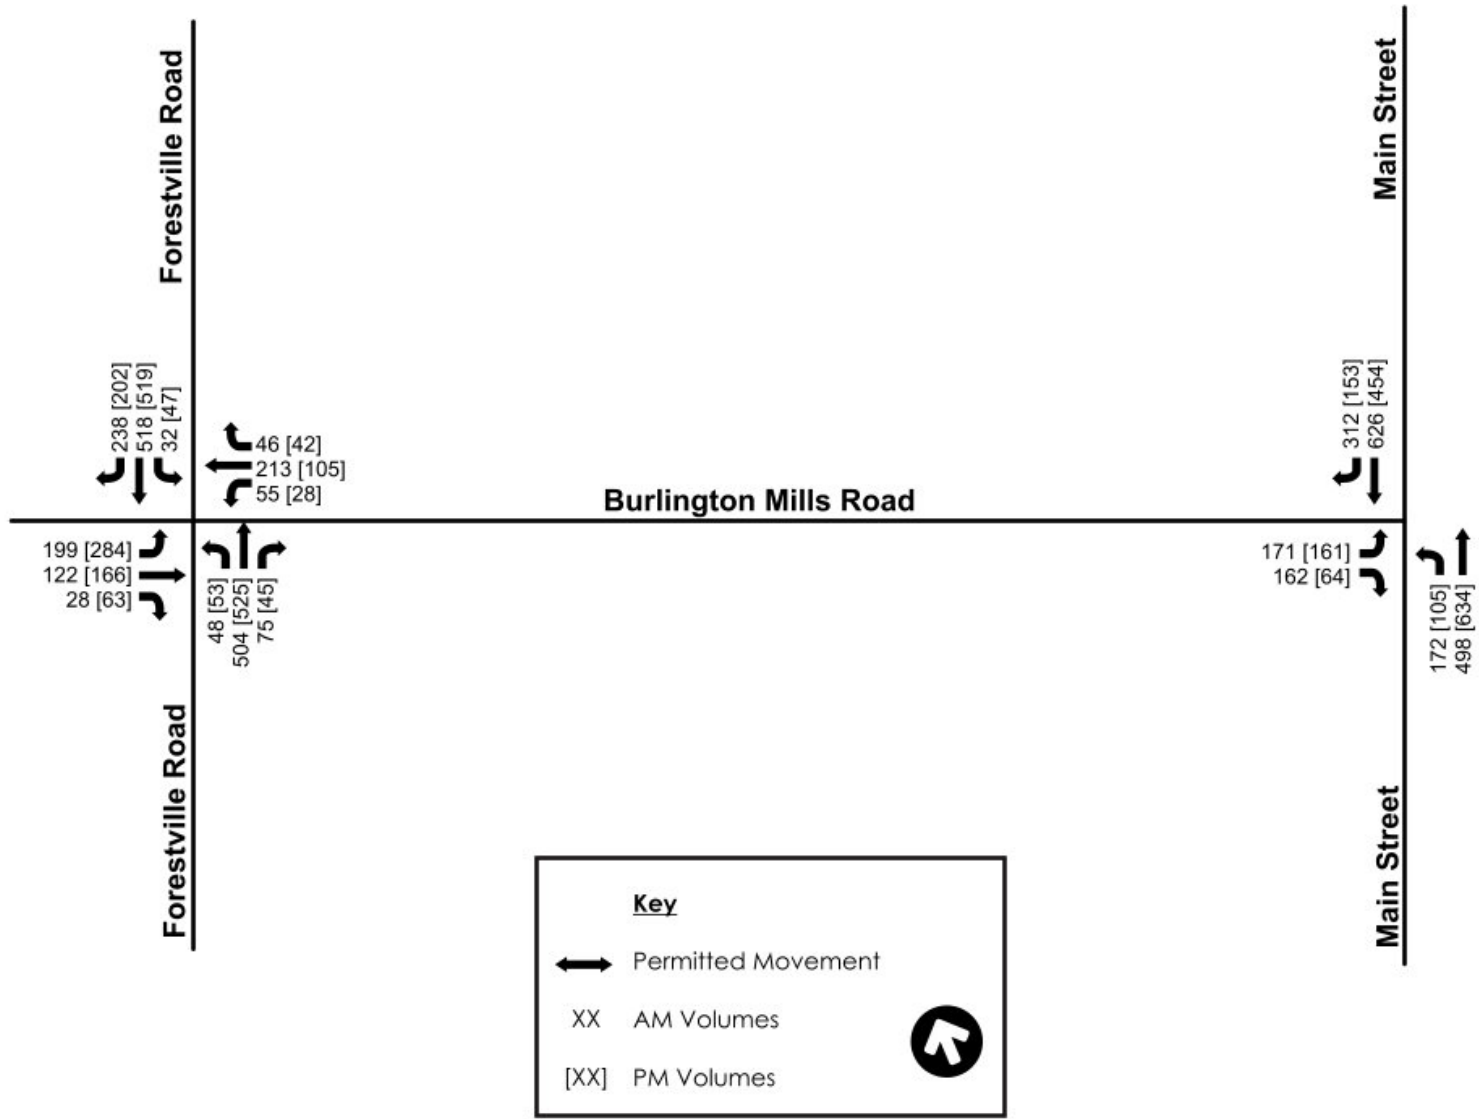 Forestville Road
Main Street
238 [202]
518 [519]
32 [47]
46 [42]
213 [105]
55 [28]
312 [153]
626 [454]
Burlington Mills Road
199 [284]
122 [166]
28 [63]
48 [53]
504 [525]
75 [45]
171 [161]
162 [64]
172 [105]
498 [634]
Forestville Road
Main Street
Key
Permitted Movement
XX AM Volumes
[XX] PM Volumes